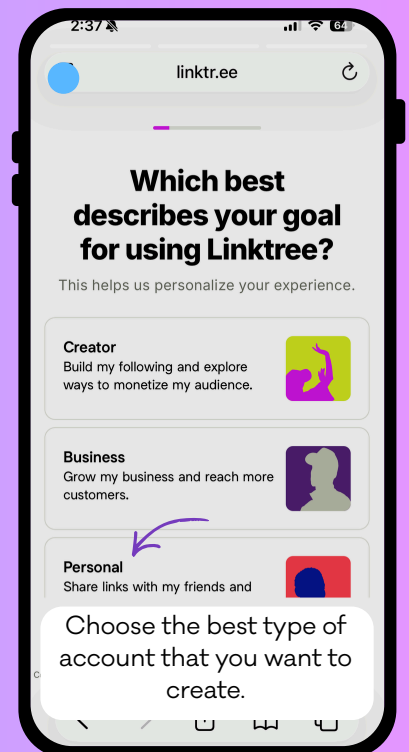 2:37
64
linktr.ee
Which best
describes your goal
for using Linktree?
This helps us personalize your experience.
Creator
Build my following and explore
ways to monetize my audience.
Business
Grow my business and reach more
customers.
Personal
Share links with my friends and
Choose the best type of
account that you want to
create.